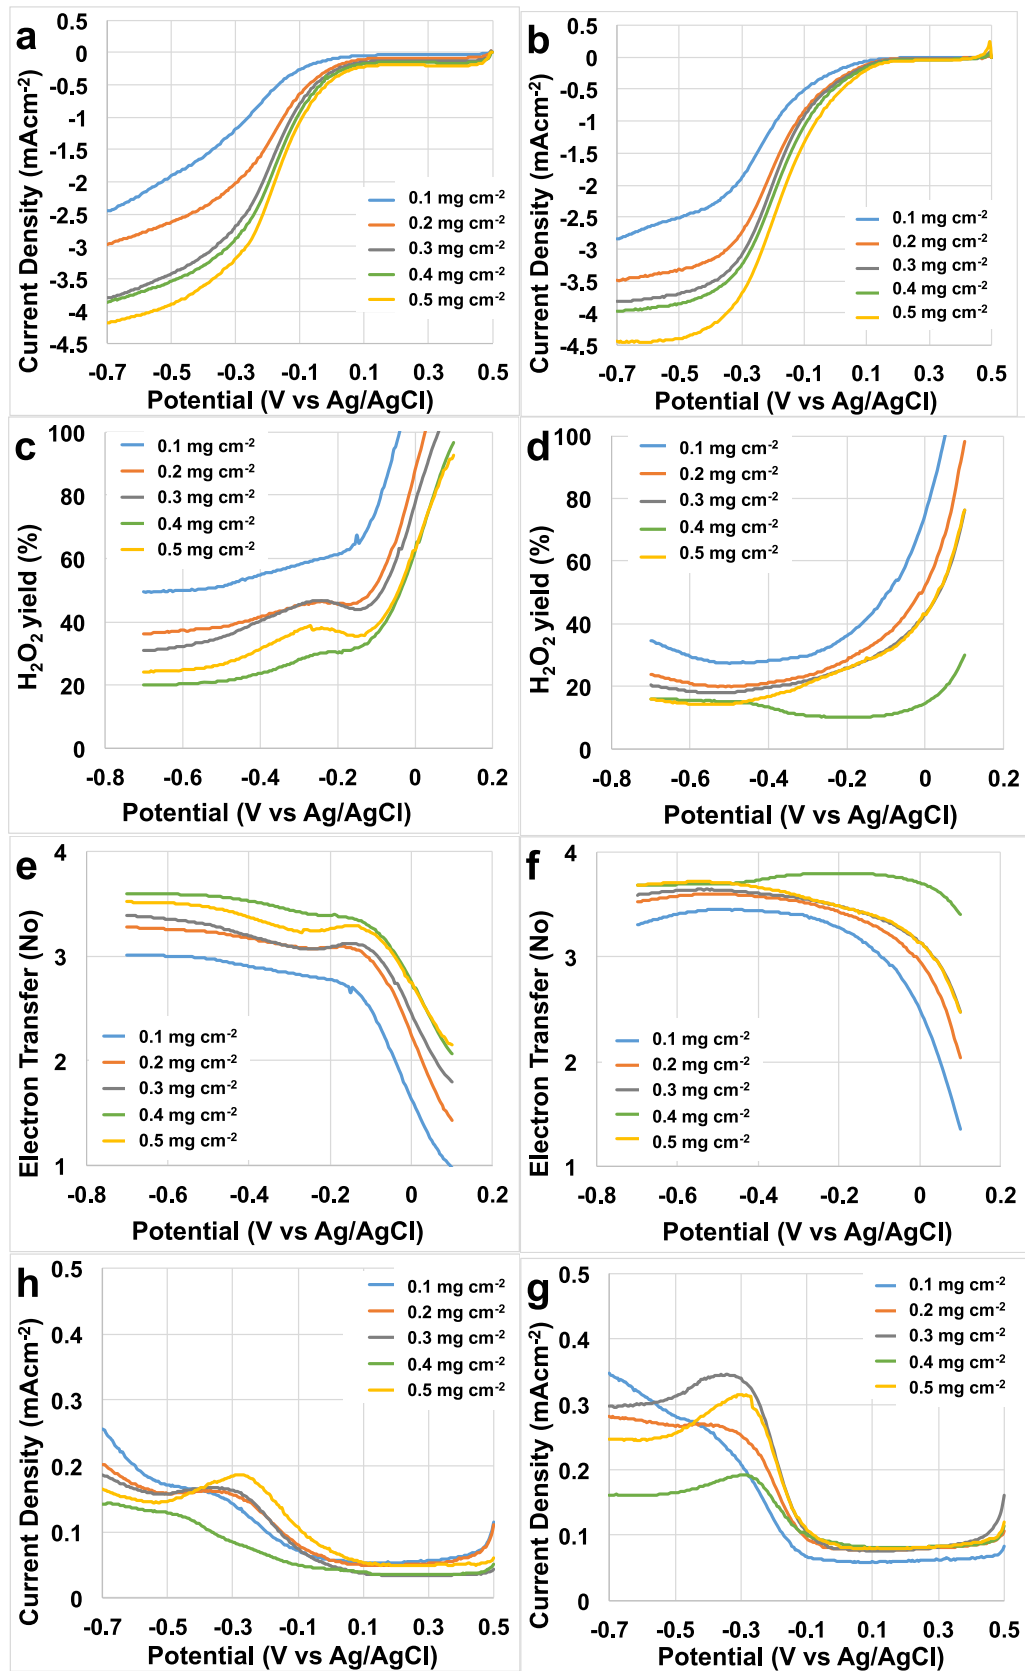 a
0.5
0
-0.5
-1
-1.5
-2
-2.5
-3
-3.5
-4
-4.5
-0.7 -0.5 -0.3 -0.1 0.1 0.3 0.5
Current Density (mAcm-2)
Potential (V vs Ag/AgCl)
0.1 mg cm-2
0.2 mg cm-2
0.3 mg cm-2
0.4 mg cm-2
0.5 mg cm-2
b
0.5
0
-0.5
-1
-1.5
-2
-2.5
-3
-3.5
-4
-4.5
-0.7 -0.5 -0.3 -0.1 0.1 0.3 0.5
Current Density (mAcm-2)
Potential (V vs Ag/AgCl)
0.1 mg cm-2
0.2 mg cm-2
0.3 mg cm-2
0.4 mg cm-2
0.5 mg cm-2
c
100
80
60
40
20
0
-0.8 -0.6 -0.4 -0.2 0 0.2
H2O2 yield (%)
Potential (V vs Ag/AgCl)
0.1 mg cm-2
0.2 mg cm-2
0.3 mg cm-2
0.4 mg cm-2
0.5 mg cm-2
d
100
80
60
40
20
0
-0.8 -0.6 -0.4 -0.2 0 0.2
H2O2 yield (%)
Potential (V vs Ag/AgCl)
0.1 mg cm-2
0.2 mg cm-2
0.3 mg cm-2
0.4 mg cm-2
0.5 mg cm-2
e
4
3
2
1
-0.8 -0.6 -0.4 -0.2 0 0.2
Electron Transfer (No)
Potential (V vs Ag/AgCl)
0.1 mg cm-2
0.2 mg cm-2
0.3 mg cm-2
0.4 mg cm-2
0.5 mg cm-2
f
4
3
2
1
-0.8 -0.6 -0.4 -0.2 0 0.2
Electron Transfer (No)
Potential (V vs Ag/AgCl)
0.1 mg cm-2
0.2 mg cm-2
0.3 mg cm-2
0.4 mg cm-2
0.5 mg cm-2
h
0.5
0.4
0.3
0.2
0.1
0
-0.7 -0.5 -0.3 -0.1 0.1 0.3 0.5
Current Density (mAcm-2)
Potential (V vs Ag/AgCl)
0.1 mg cm-2
0.2 mg cm-2
0.3 mg cm-2
0.4 mg cm-2
0.5 mg cm-2
g
0.5
0.4
0.3
0.2
0.1
0
-0.7 -0.5 -0.3 -0.1 0.1 0.3 0.5
Current Density (mAcm-2)
Potential (V vs Ag/AgCl)
0.1 mg cm-2
0.2 mg cm-2
0.3 mg cm-2
0.4 mg cm-2
0.5 mg cm-2